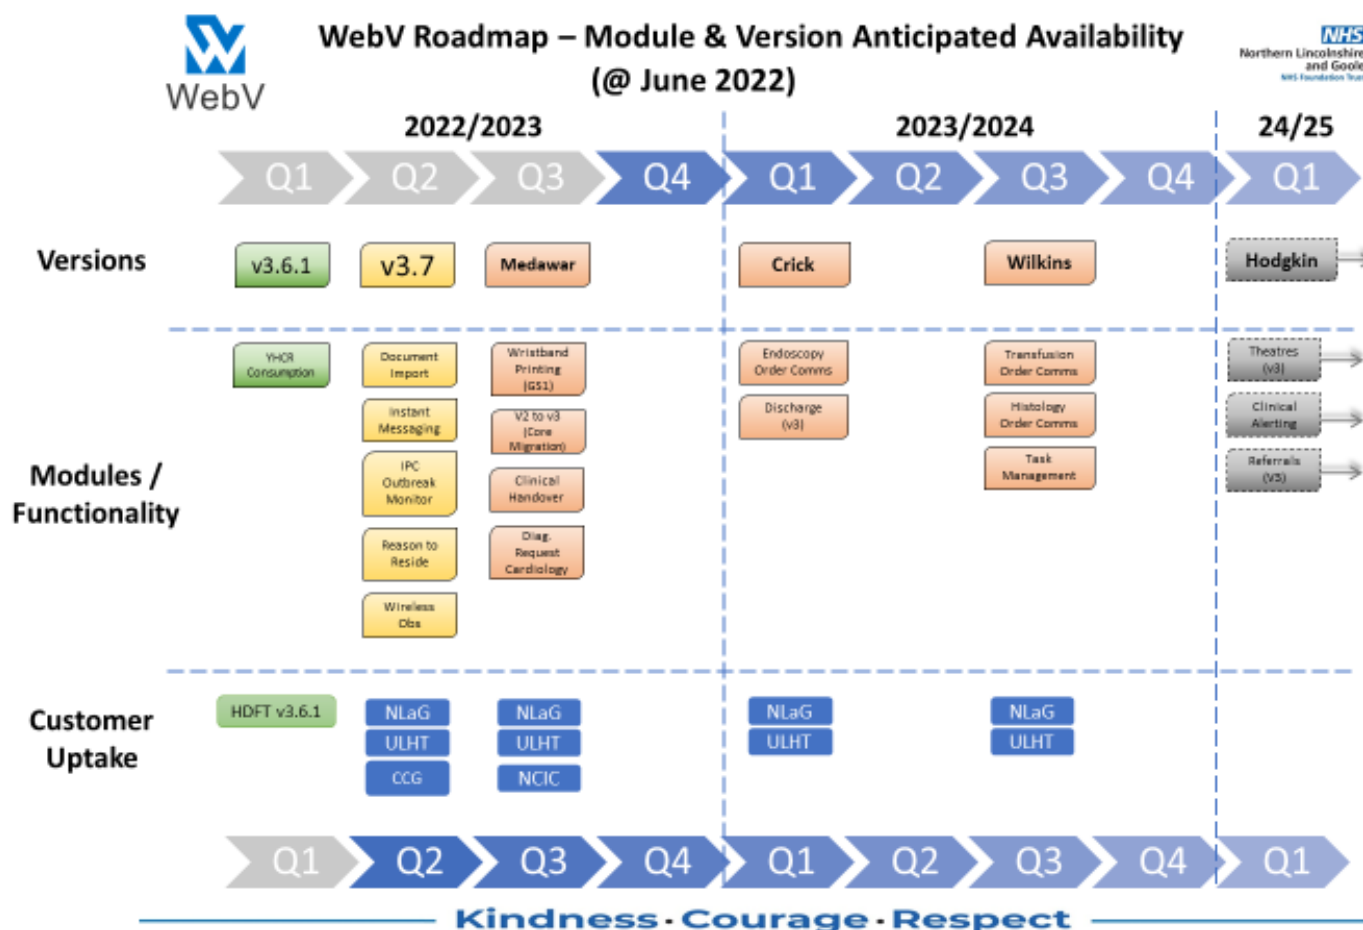 WebV
WebV Roadmap – Module & Version Anticipated Availability
(@ June 2022)
NHS
Northern Lincolnshire
and Goole
NHS Foundation Trust
2022/2023
2023/2024
24/25
Q1
Q2
Q3
Q4
Q1
Q2
Q3
Q4
Q1
Versions
v3.6.1
v3.7
Medawar
Crick
Wilkins
Hodgkin
Modules /
Functionality
YHCR
Consumption
Document
Import
Instant
Messaging
IPC
Outbreak
Monitor
Reason to
Reside
Wireless
Obs
Wristband
Printing
(GS1)
V2 to v3
(Core
Migration)
Clinical
Handover
Diag.
Request
Cardiology
Endoscopy
Order Comms
Discharge
(v3)
Transfusion
Order Comms
Histology
Order Comms
Task
Management
Theatres
(v3)
Clinical
Alerting
Referrals
(V3)
Customer
Uptake
HDFT v3.6.1
NLaG
ULHT
CCG
NLaG
ULHT
NCIC
NLaG
ULHT
NLaG
ULHT
Q1
Q2
Q3
Q4
Q1
Q2
Q3
Q4
Q1
Kindness · Courage · Respect